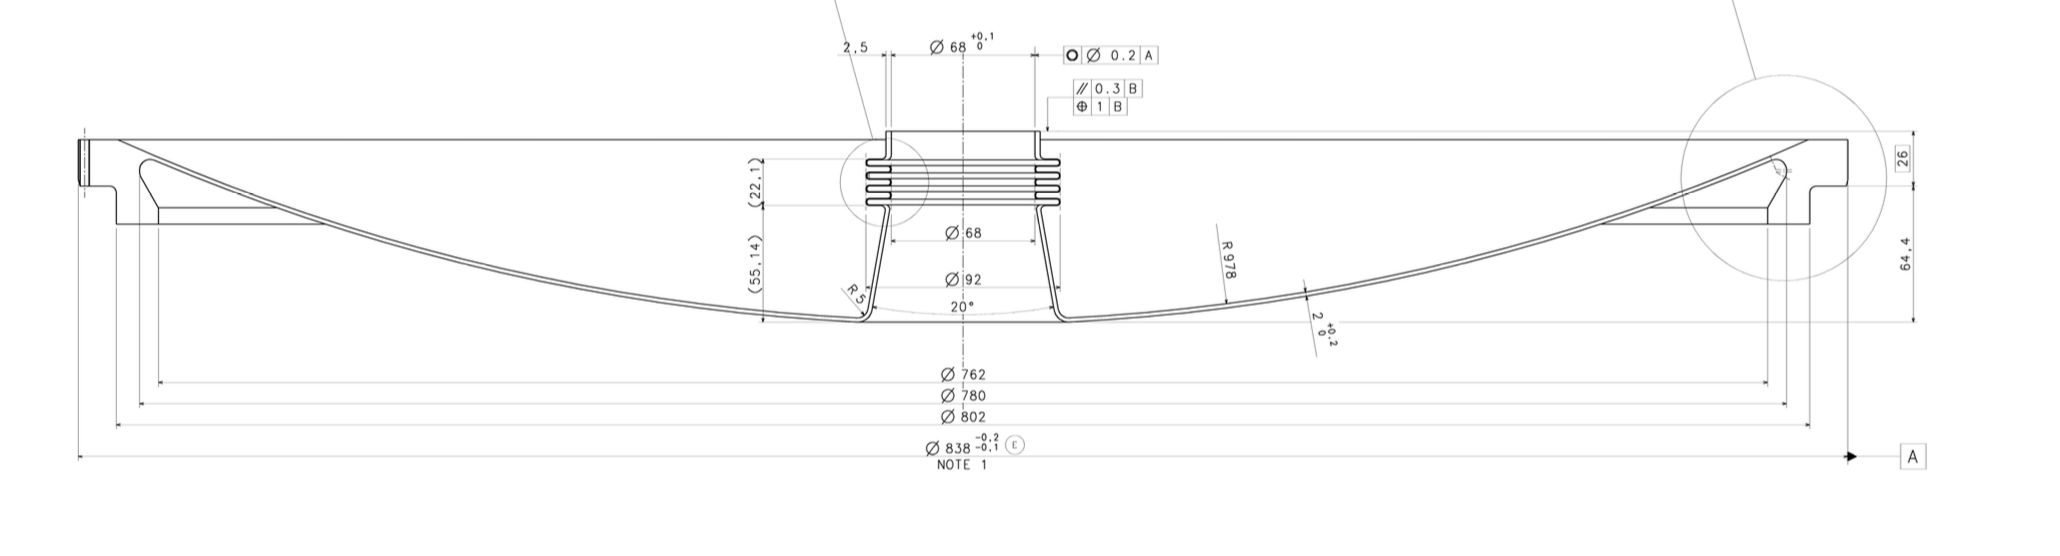 2,5
Ø 68 +0,1 0
Ø 0.2 A
// 0.3 B
⌖ 1 B
26
(22,1)
Ø 68
(55,14)
R 978
64,4
Ø 92
R 5
20°
2 +0,2 0
Ø 762
Ø 780
Ø 802
Ø 838 -0,2 -0,1 E
A
NOTE 1